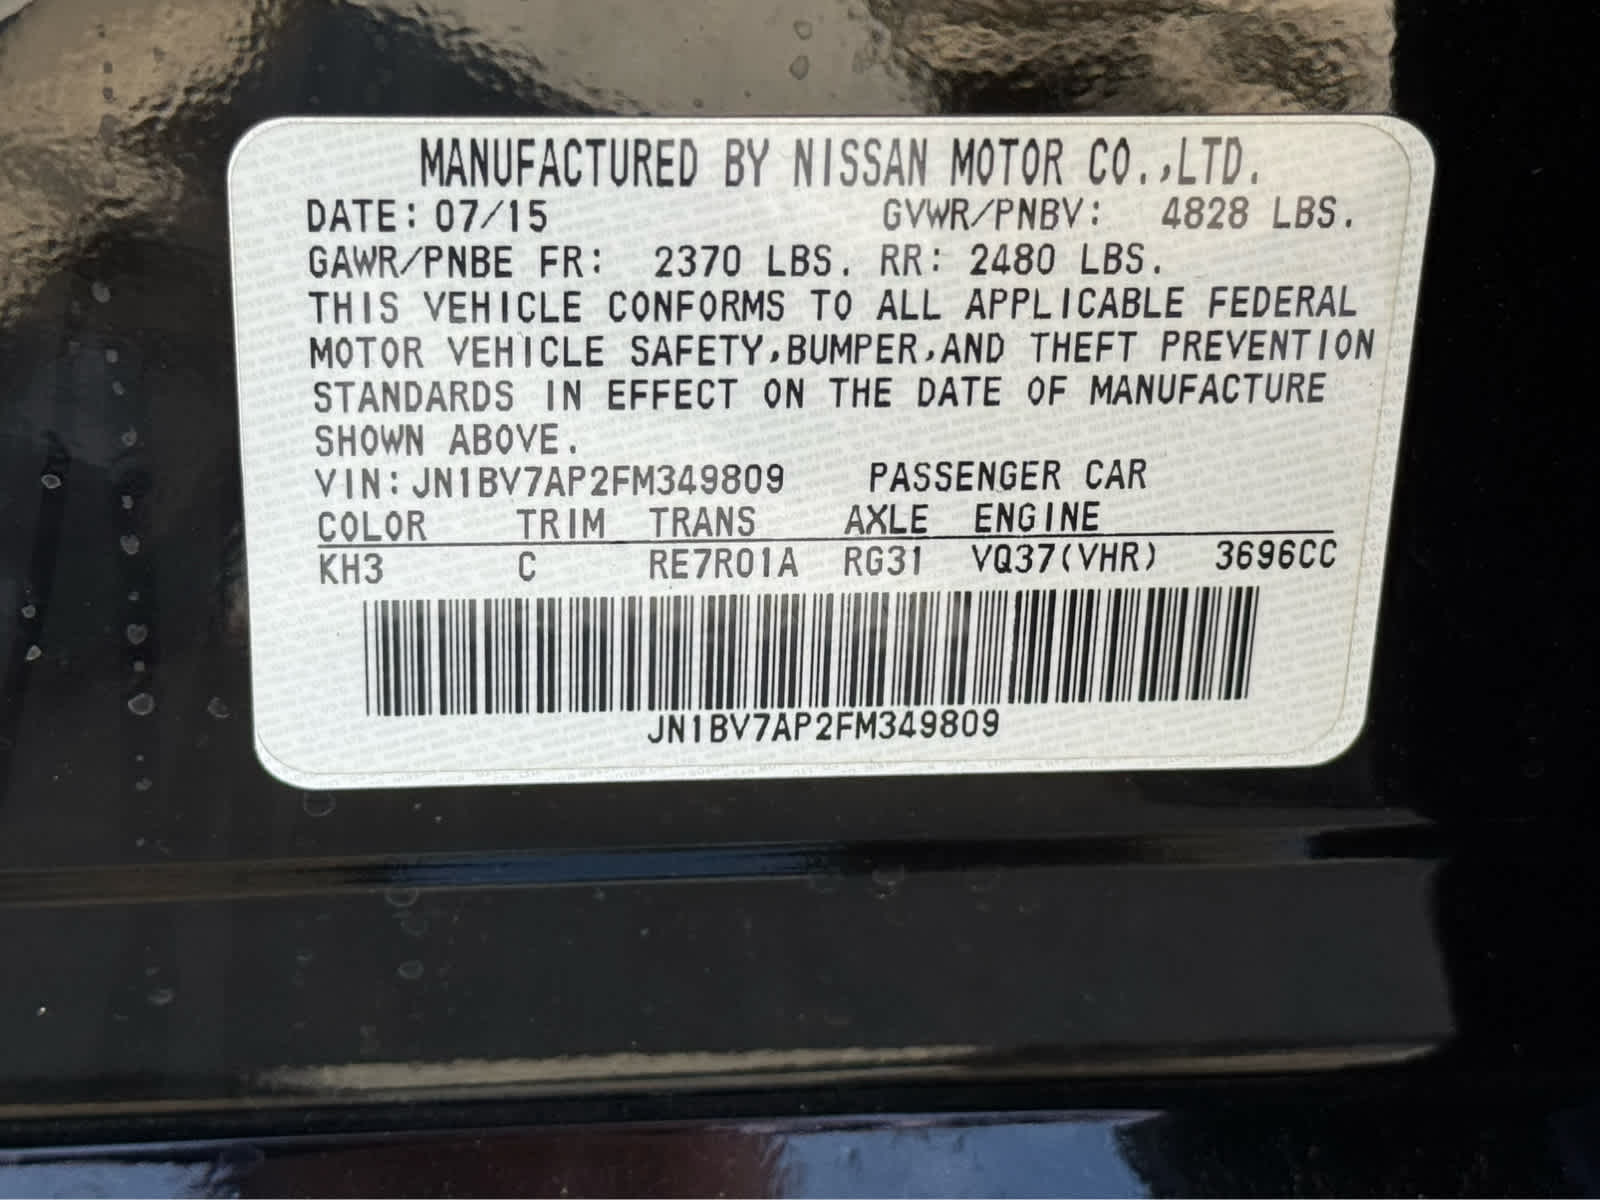 MANUFACTURED BY NISSAN MOTOR CO.,LTD.
DATE: 07/15 GVWR/PNBV: 4828 LBS.
GAWR/PNBE FR: 2370 LBS. RR: 2480 LBS.
THIS VEHICLE CONFORMS TO ALL APPLICABLE FEDERAL
MOTOR VEHICLE SAFETY,BUMPER,AND THEFT PREVENTION
STANDARDS IN EFFECT ON THE DATE OF MANUFACTURE
SHOWN ABOVE.
VIN: JN1BV7AP2FM349809 PASSENGER CAR
COLOR TRIM TRANS AXLE ENGINE
KH3 C RE7R01A RG31 VQ37(VHR) 3696CC
JN1BV7AP2FM349809